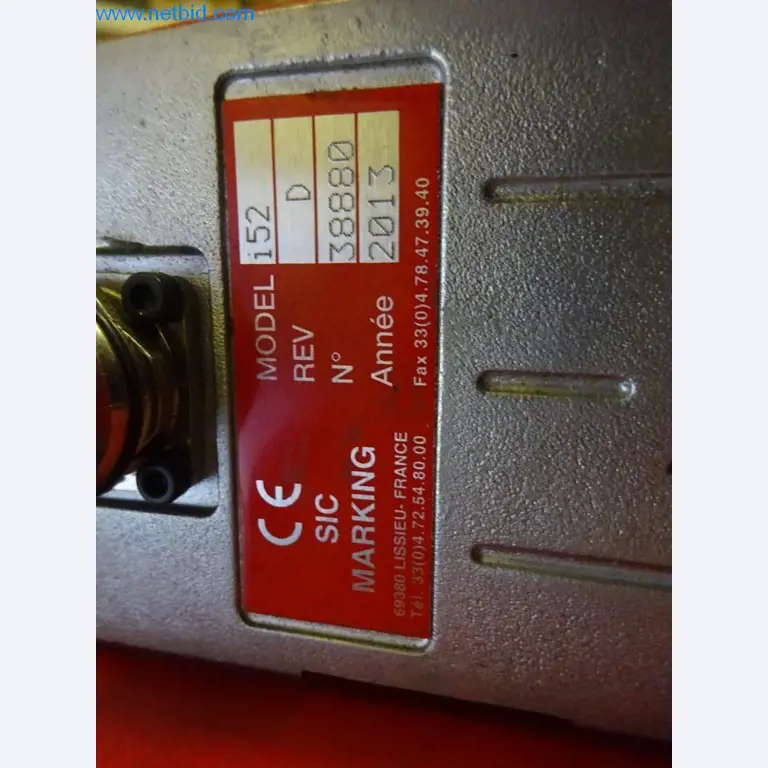 www.netbid.com
CE
SIC
MARKING
69380 LISSIEU- FRANCE
Tél. 33(0)4.72.54.80.00
MODEL i52
REV D
N° 38880
Année 2013
Fax 33(0)4.78.47.39.40